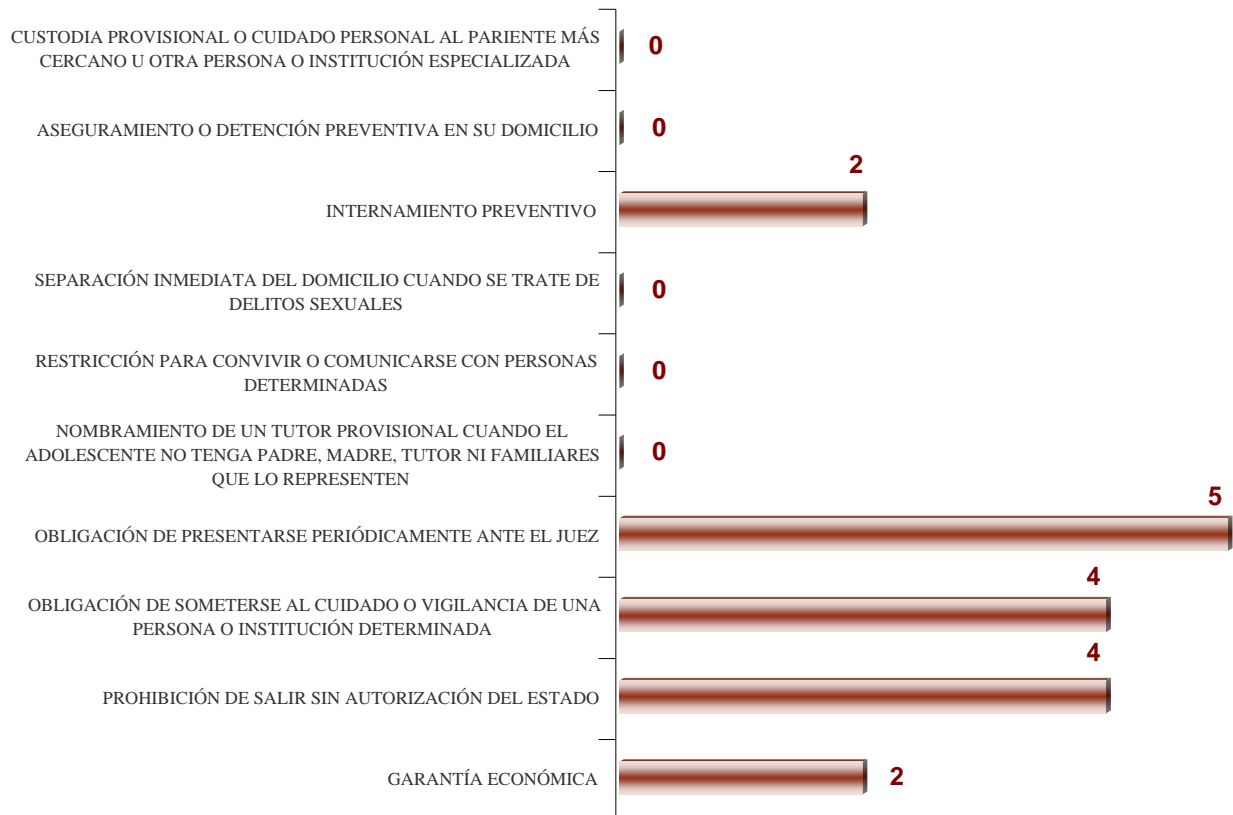 CUSTODIA PROVISIONAL O CUIDADO PERSONAL AL PARIENTE MÁS
CERCANO U OTRA PERSONA O INSTITUCIÓN ESPECIALIZADA
0
ASEGURAMIENTO O DETENCIÓN PREVENTIVA EN SU DOMICILIO
0
INTERNAMIENTO PREVENTIVO
2
SEPARACIÓN INMEDIATA DEL DOMICILIO CUANDO SE TRATE DE
DELITOS SEXUALES
0
RESTRICCIÓN PARA CONVIVIR O COMUNICARSE CON PERSONAS
DETERMINADAS
0
NOMBRAMIENTO DE UN TUTOR PROVISIONAL CUANDO EL
ADOLESCENTE NO TENGA PADRE, MADRE, TUTOR NI FAMILIARES
QUE LO REPRESENTEN
0
OBLIGACIÓN DE PRESENTARSE PERIÓDICAMENTE ANTE EL JUEZ
5
OBLIGACIÓN DE SOMETERSE AL CUIDADO O VIGILANCIA DE UNA
PERSONA O INSTITUCIÓN DETERMINADA
4
PROHIBICIÓN DE SALIR SIN AUTORIZACIÓN DEL ESTADO
4
GARANTÍA ECONÓMICA
2